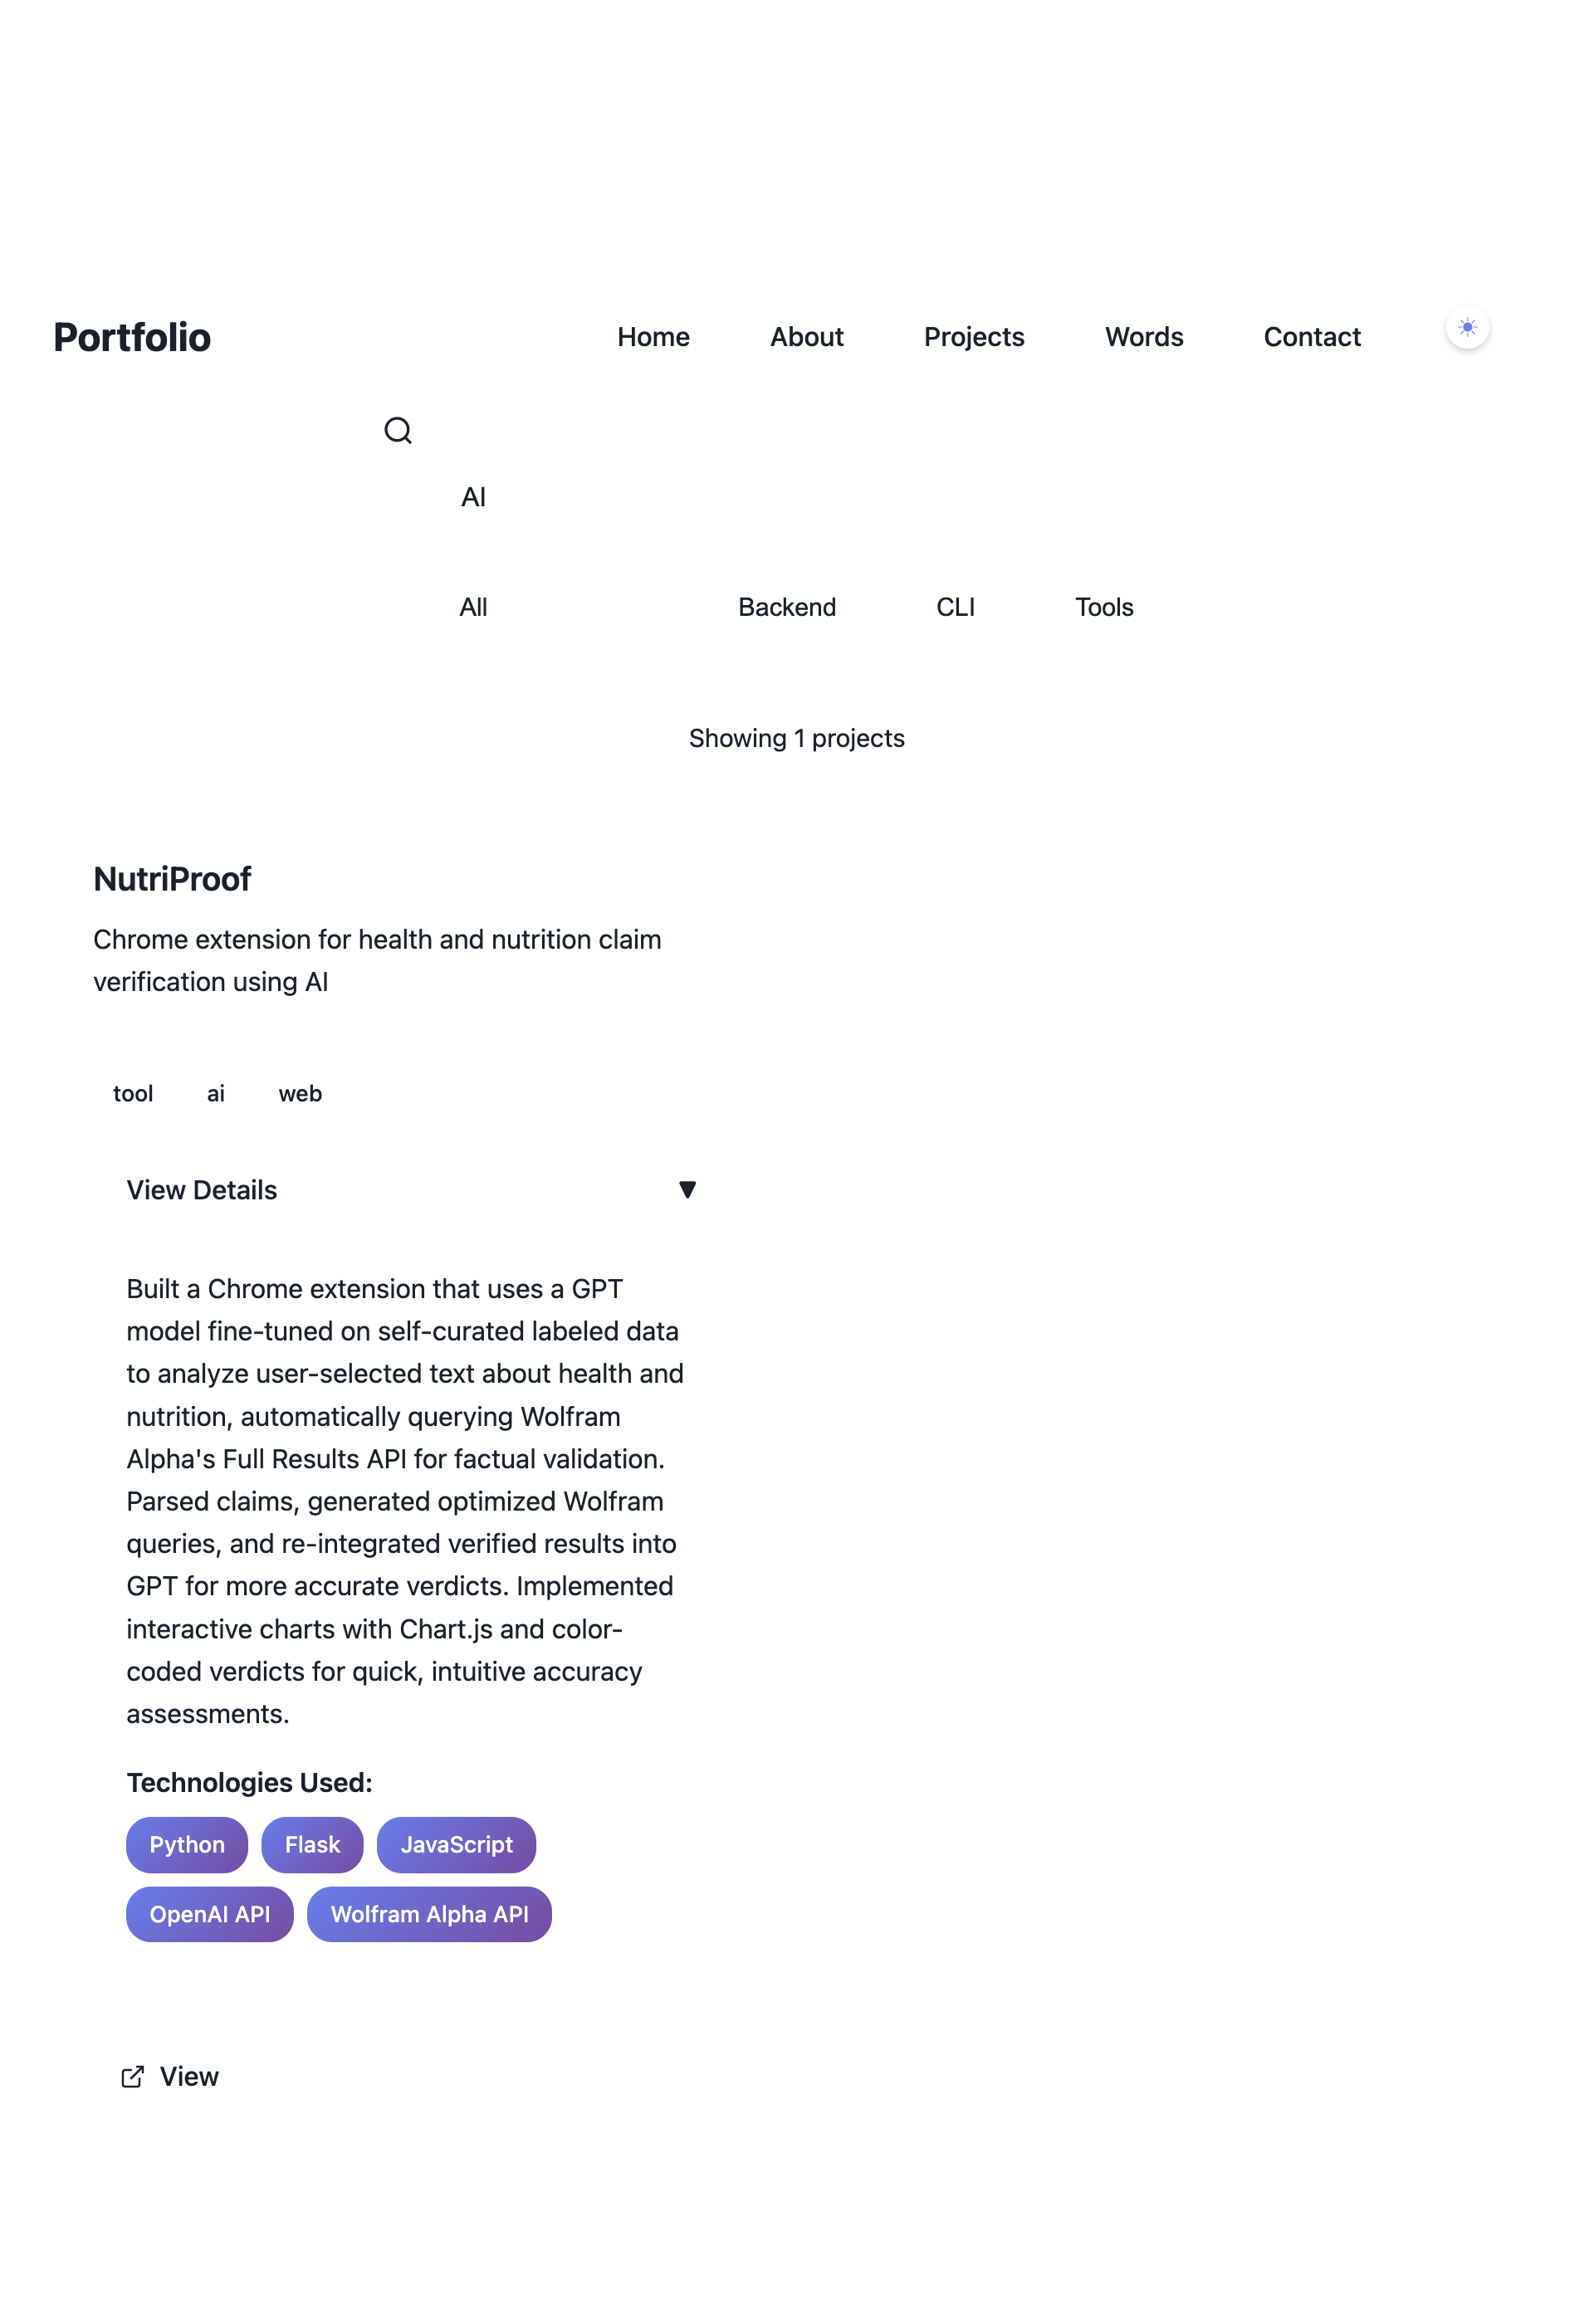 Portfolio
Home About Projects Words Contact
AI
All Backend CLI Tools
Showing 1 projects
NutriProof
Chrome extension for health and nutrition claim
verification using AI
tool ai web
View Details
Built a Chrome extension that uses a GPT
model fine-tuned on self-curated labeled data
to analyze user-selected text about health and
nutrition, automatically querying Wolfram
Alpha's Full Results API for factual validation.
Parsed claims, generated optimized Wolfram
queries, and re-integrated verified results into
GPT for more accurate verdicts. Implemented
interactive charts with Chart.js and color-
coded verdicts for quick, intuitive accuracy
assessments.
Technologies Used:
Python Flask JavaScript
OpenAI API Wolfram Alpha API
View